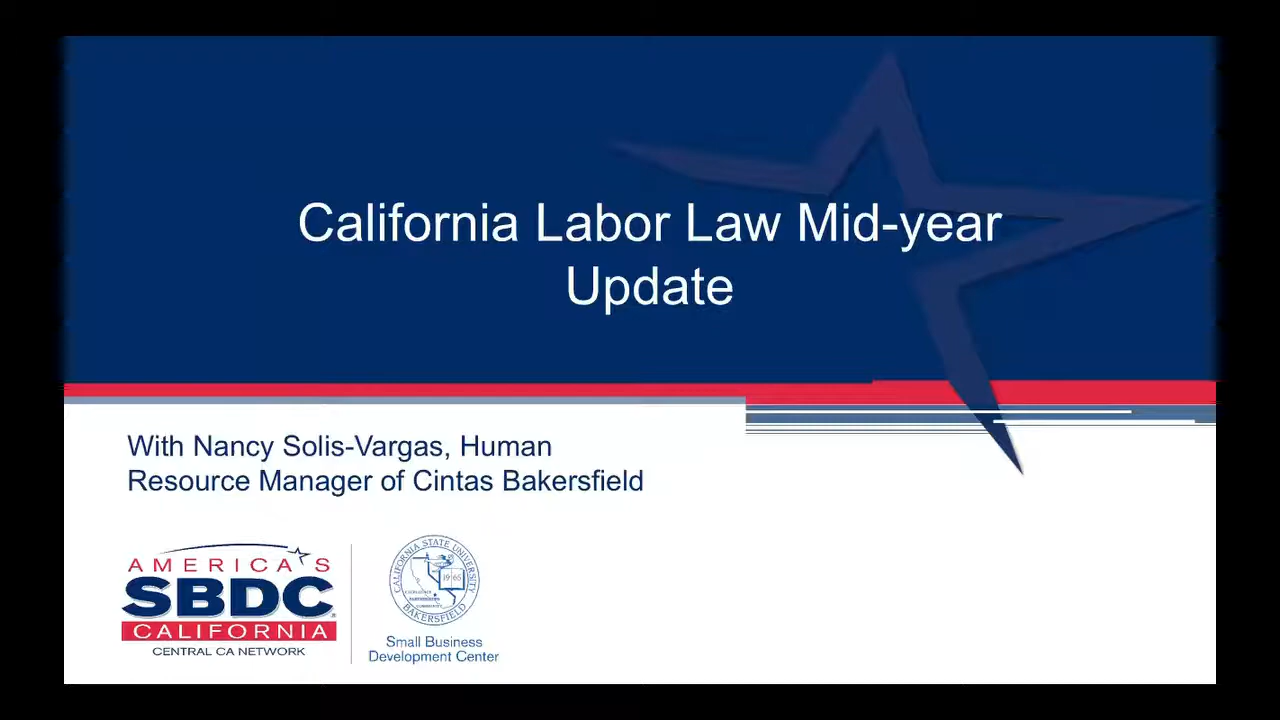 California Labor Law Mid-year
Update
With Nancy Solis-Vargas, Human
Resource Manager of Cintas Bakersfield
AMERICA'S
SBDC
CALIFORNIA
CENTRAL CA NETWORK
CALIFORNIA STATE UNIVERSITY
BAKERSFIELD
1965
Small Business
Development Center